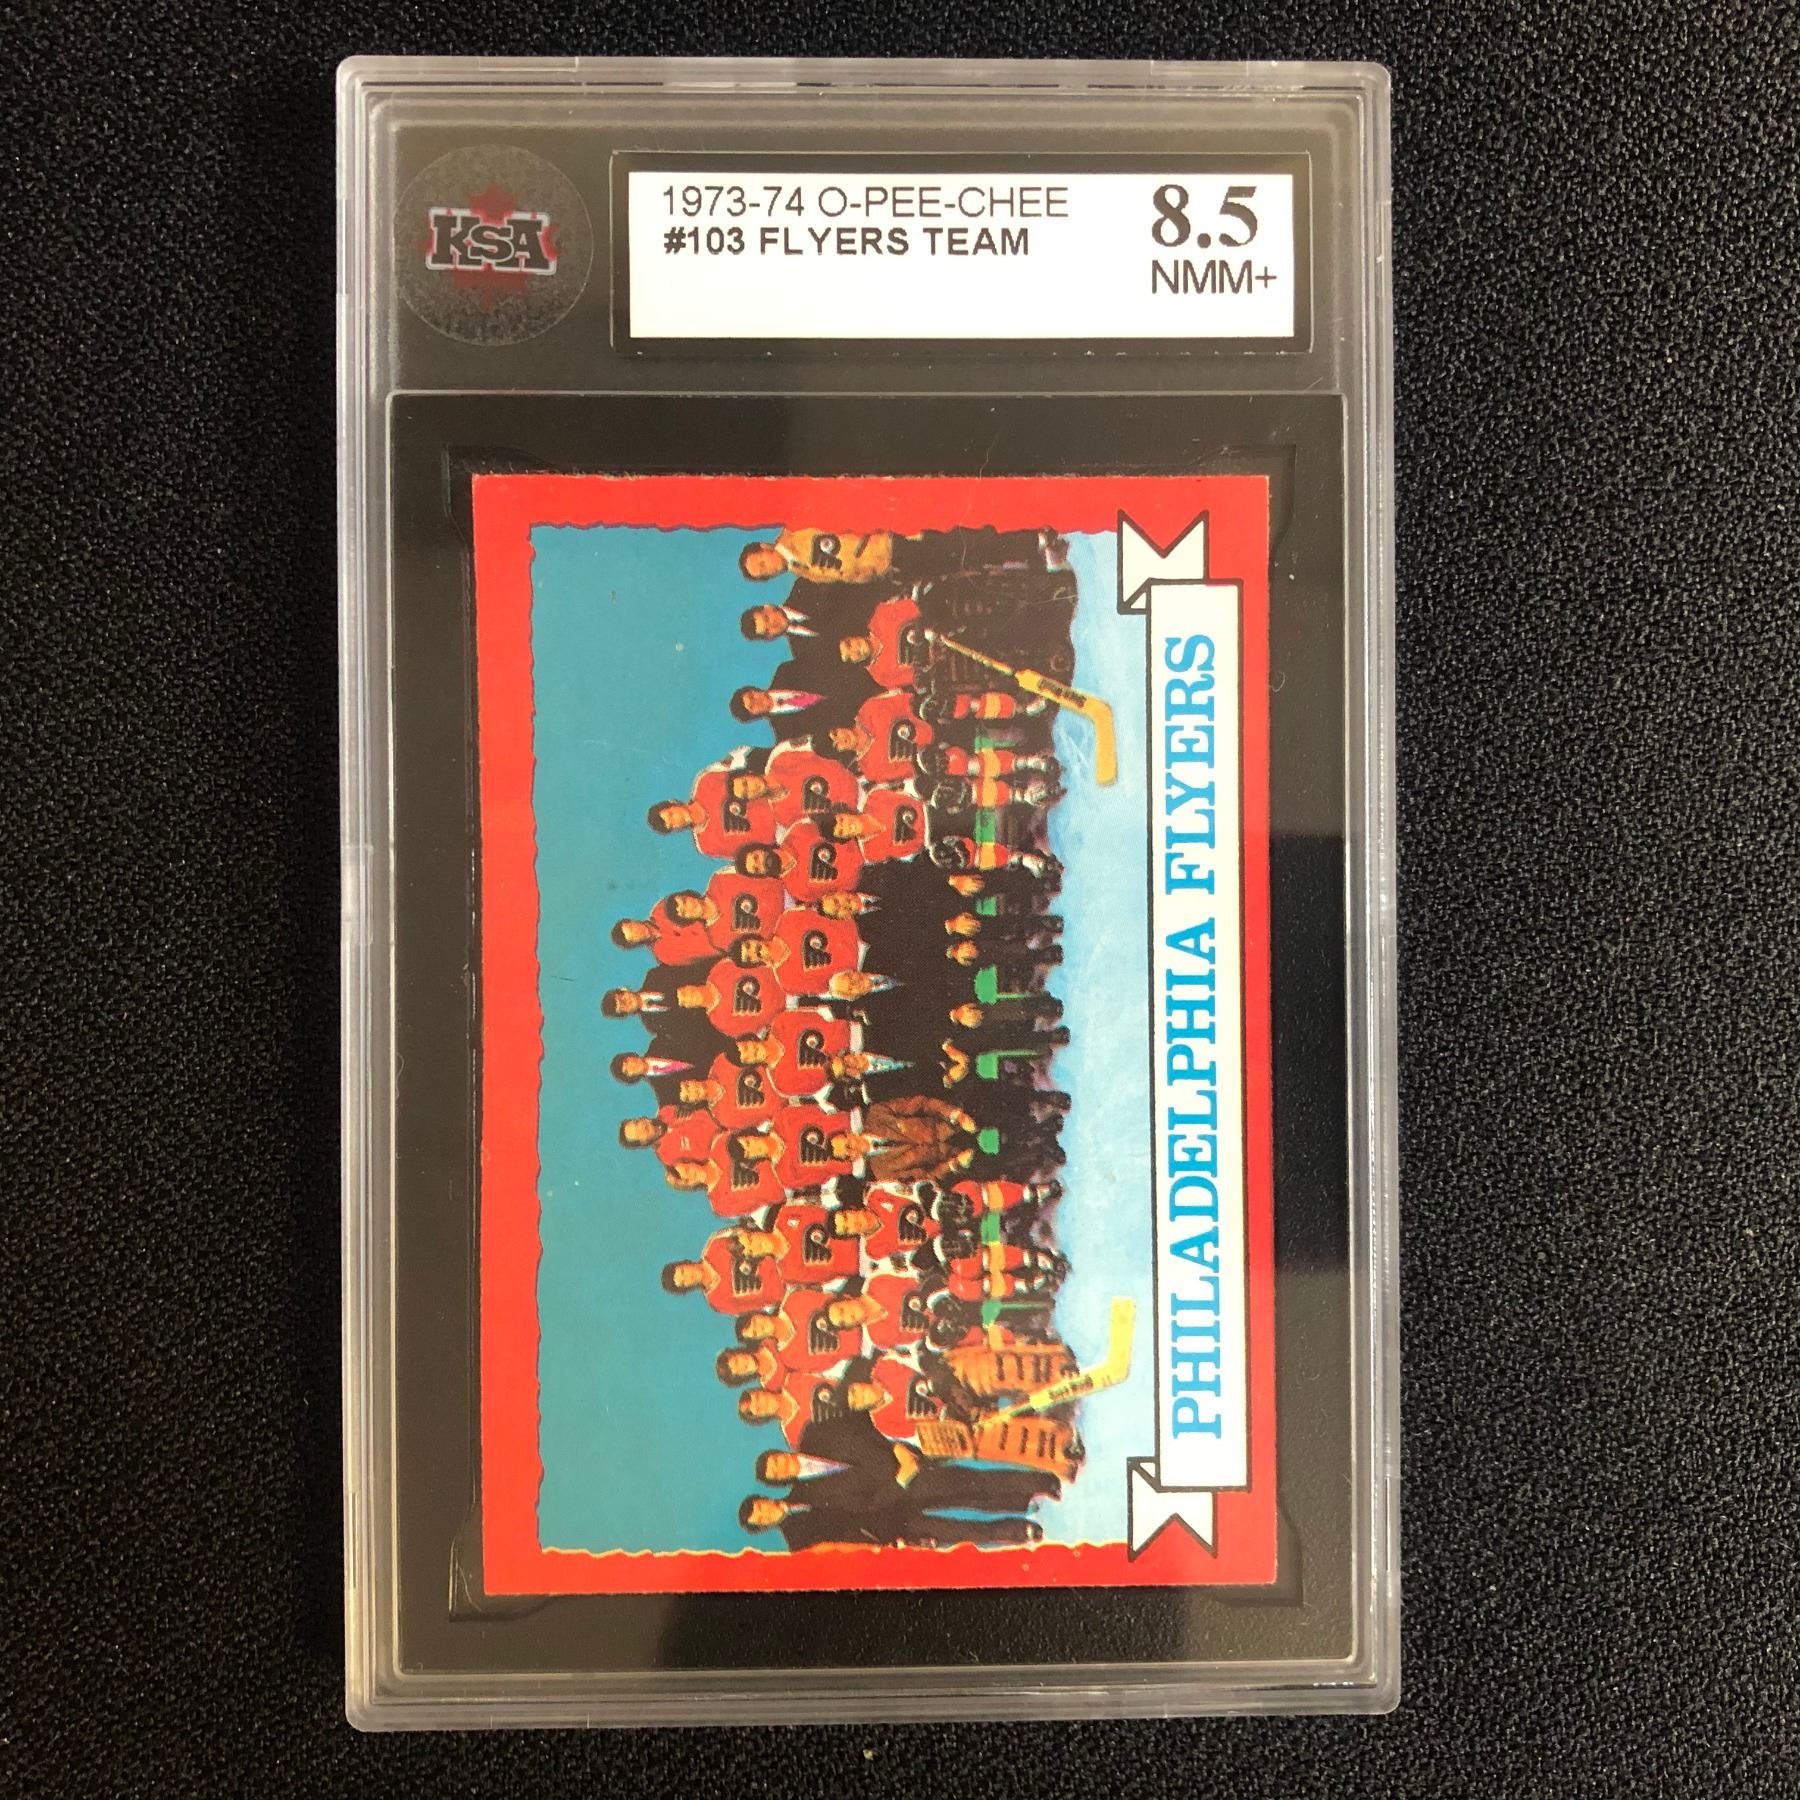 KSA
1973-74 O-PEE-CHEE
#103 FLYERS TEAM
8.5
NMM+
PHILADELPHIA FLYERS